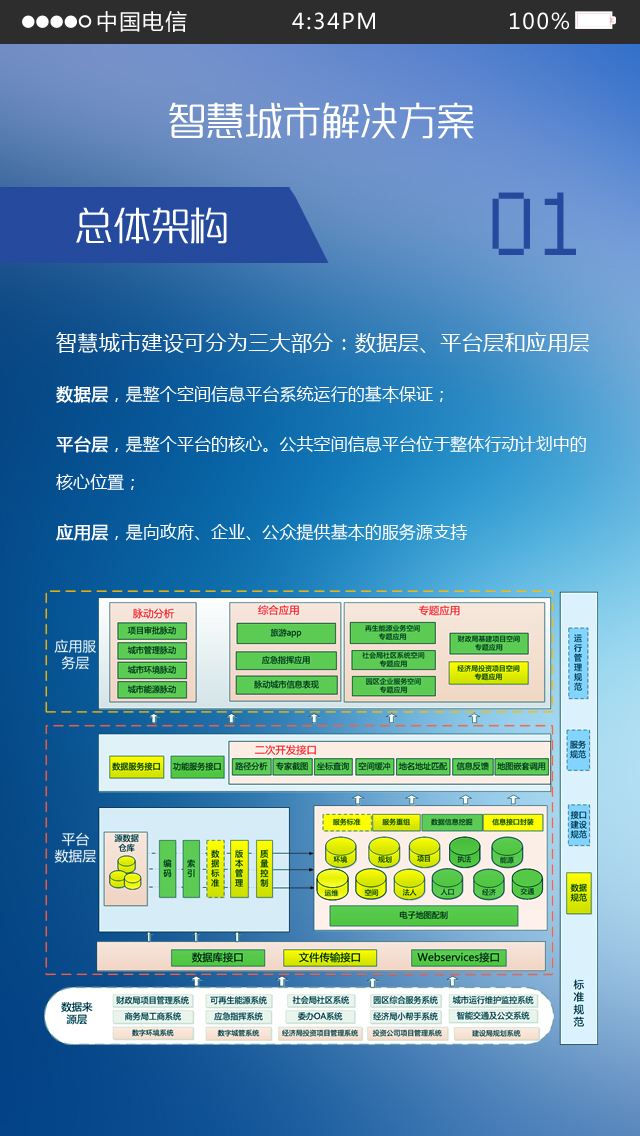 中国电信 4:34PM 100%
智慧城市解决方案
总体架构 01
智慧城市建设可分为三大部分：数据层、平台层和应用层
数据层，是整个空间信息平台系统运行的基本保证；
平台层，是整个平台的核心。公共空间信息平台位于整体行动计划中的
核心位置；
应用层，是向政府、企业、公众提供基本的服务源支持
应用服
务层
脉动分析
项目审批脉动
城市管理脉动
城市环境脉动
城市能源脉动
综合应用
旅游app
应急指挥应用
脉动城市信息表现
专题应用
再生能源业务空间
专题应用
社会局社区系统空间
专题应用
园区企业服务空间
专题应用
财政局基建项目空间
专题应用
经济局投资项目空间
专题应用
平台
数据层
数据服务接口
功能服务接口
二次开发接口
路径分析 专家截图 坐标查询 空间缓冲 地名地址匹配 信息反馈 地图嵌套调用
源数据
仓库
编码
索引
数据标准
版本管理
质量控制
服务标准 服务重组 数据信息挖掘 信息接口封装
环境 规划 项目 执法 能源
运维 空间 法人 人口 经济 交通
电子地图配制
数据库接口 文件传输接口 Webservices接口
数据来
源层
财政局项目管理系统 可再生能源系统 社会局社区系统 园区综合服务系统 城市运行维护监控系统
商务局工商系统 应急指挥系统 委办OA系统 经济局小帮手系统 智能交通及公交系统
数字环境系统 数字城管系统 经济局投资项目管理系统 投资公司项目管理系统 建设局规划系统
运行管理规范
服务
规范
接口
建设
规范
数据
规范
标准规范